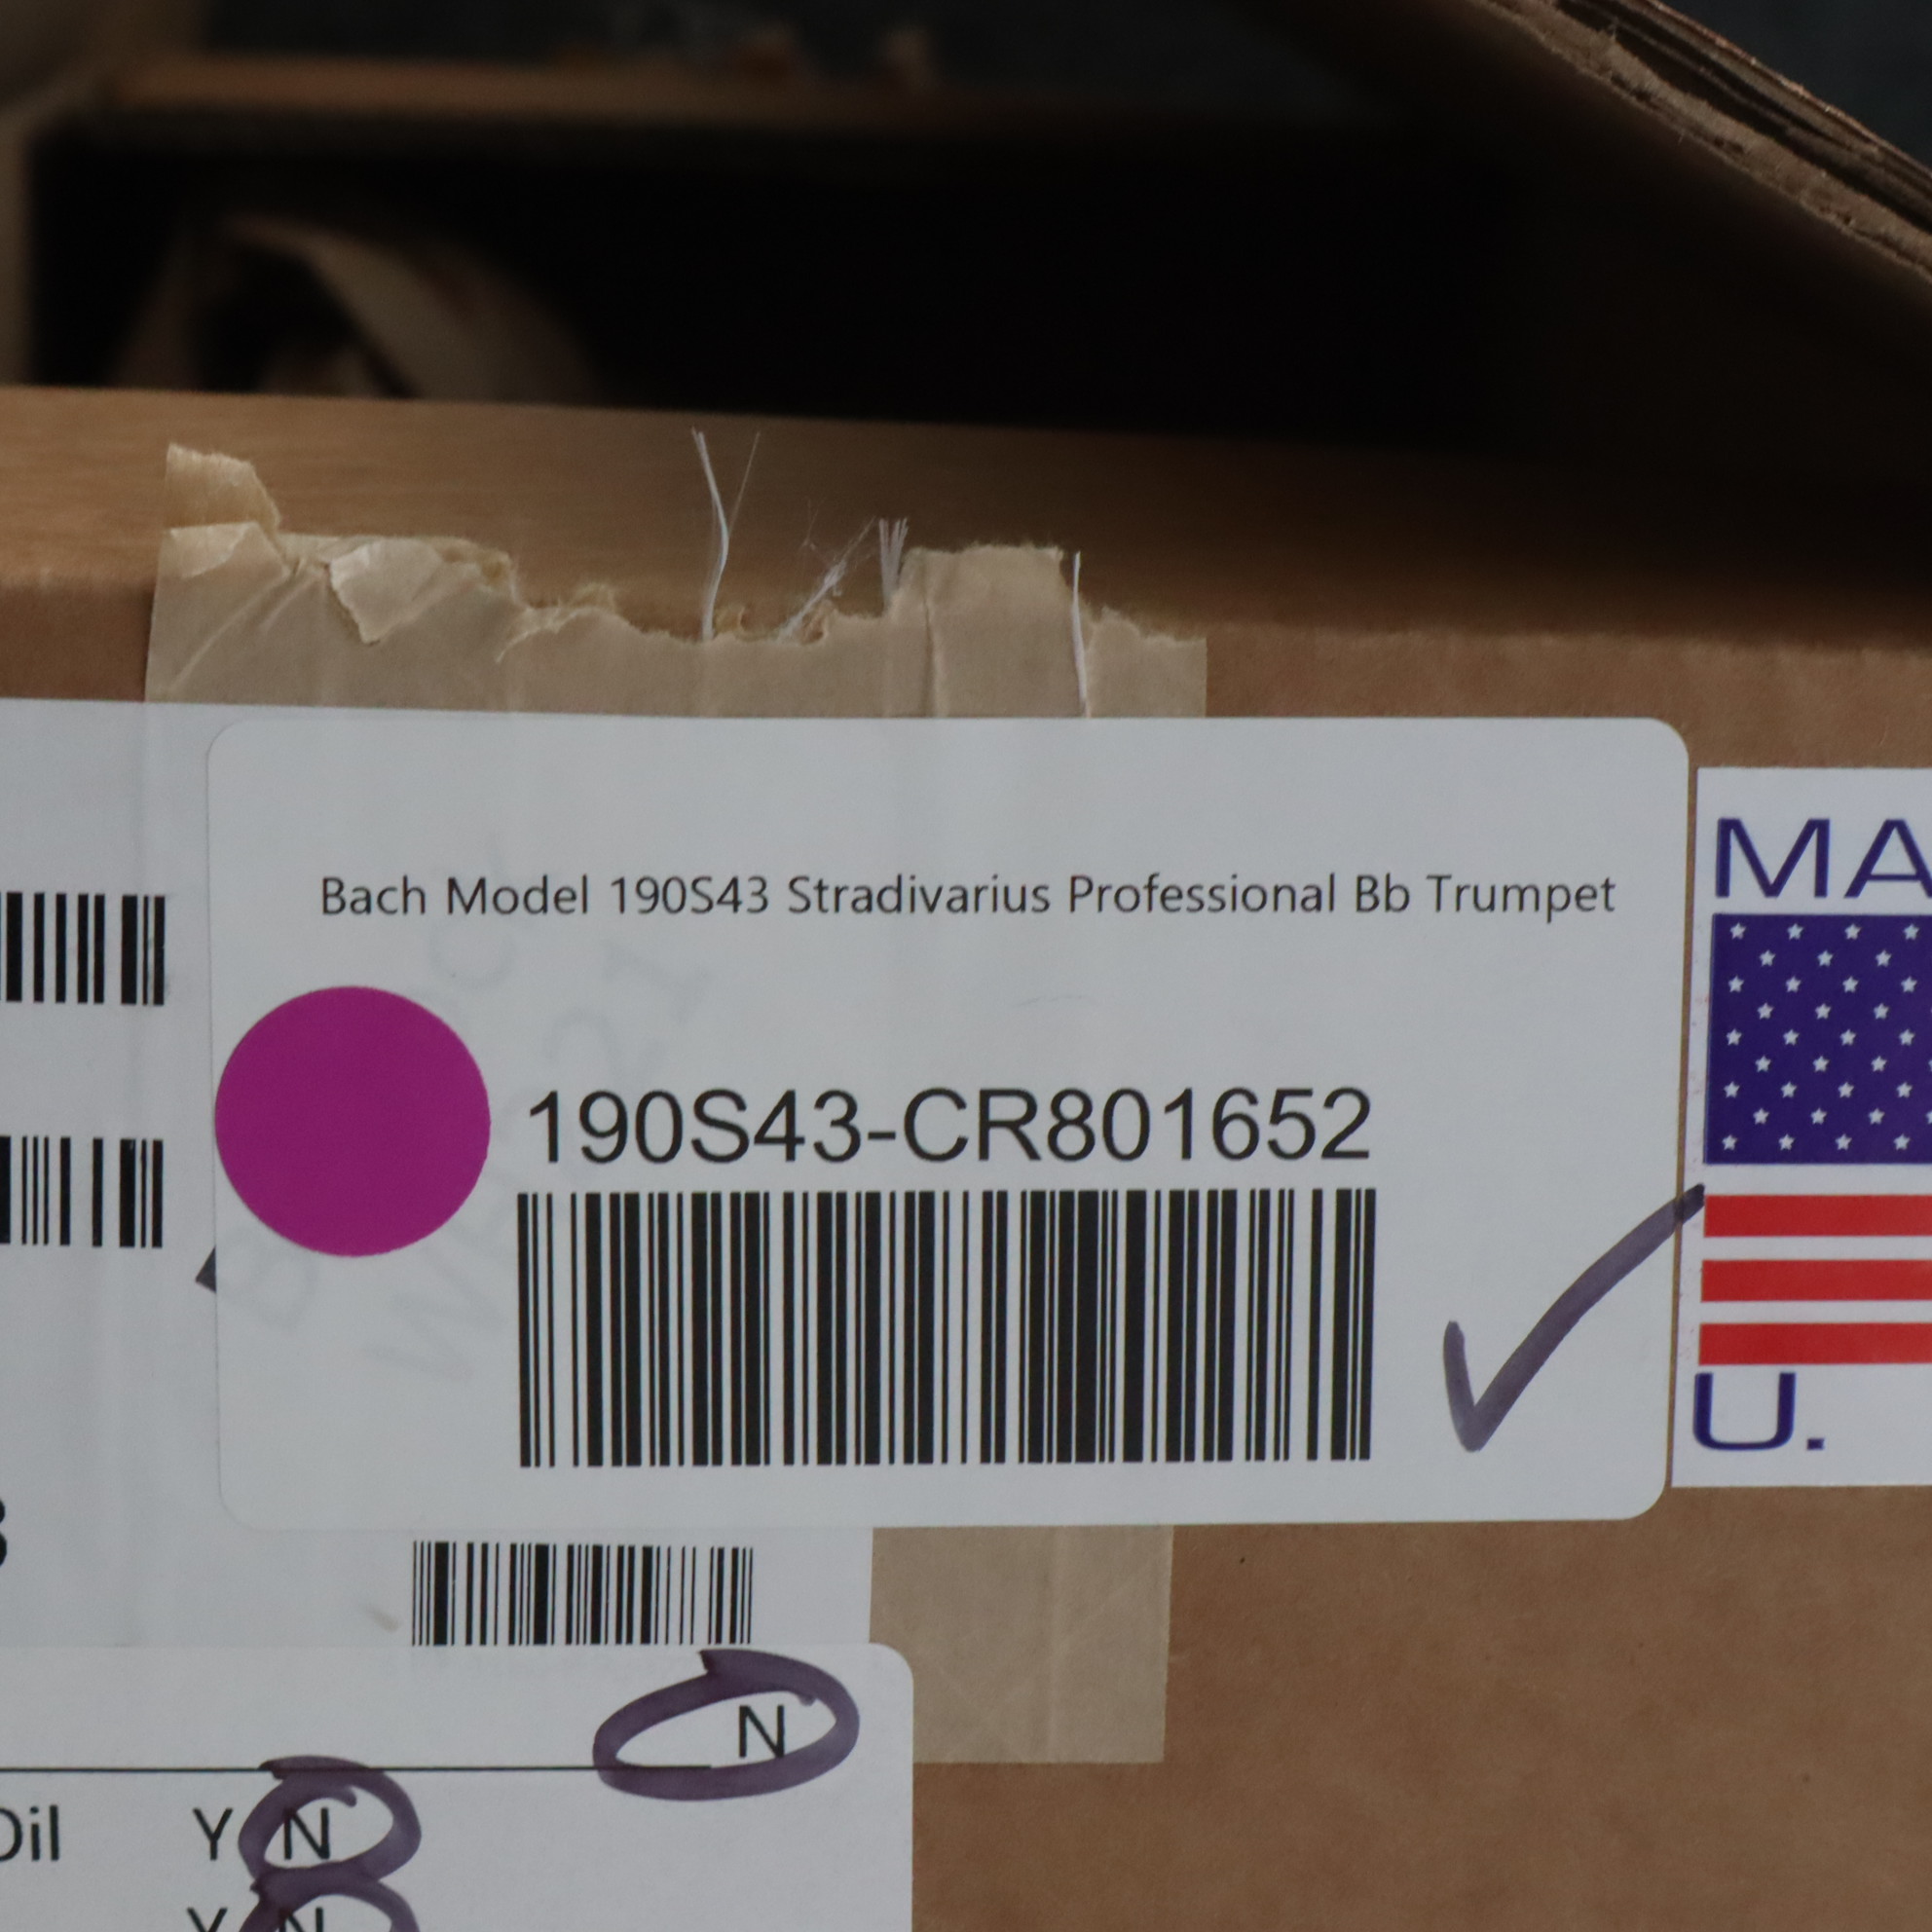 Bach Model 190S43 Stradivarius Professional Bb Trumpet
190S43-CR801652
MA
U.
N
Oil Y N
Y N